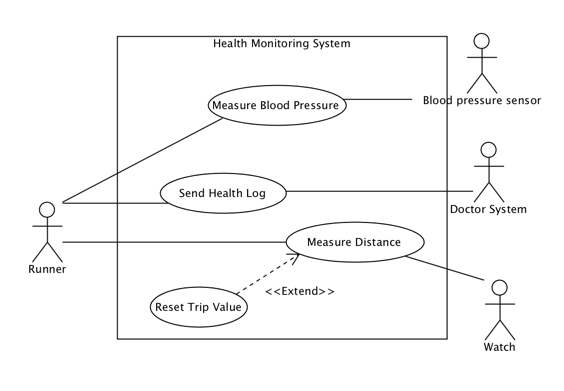 Health Monitoring System
Measure Blood Pressure
Blood pressure sensor
Send Health Log
Doctor System
Runner
Measure Distance
<<Extend>>
Reset Trip Value
Watch